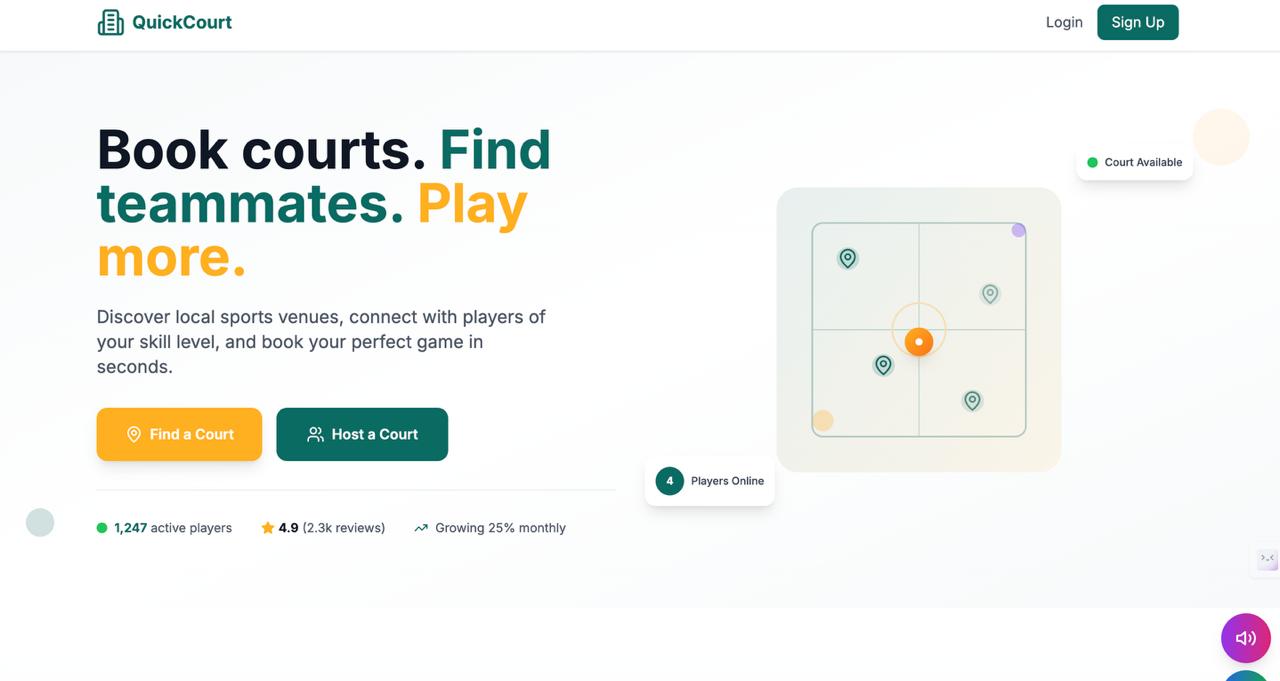 QuickCourt
Login
Sign Up
Book courts. Find
teammates. Play
more.
Discover local sports venues, connect with players of
your skill level, and book your perfect game in
seconds.
Find a Court
Host a Court
1,247 active players
4.9 (2.3k reviews)
Growing 25% monthly
Court Available
4
Players Online